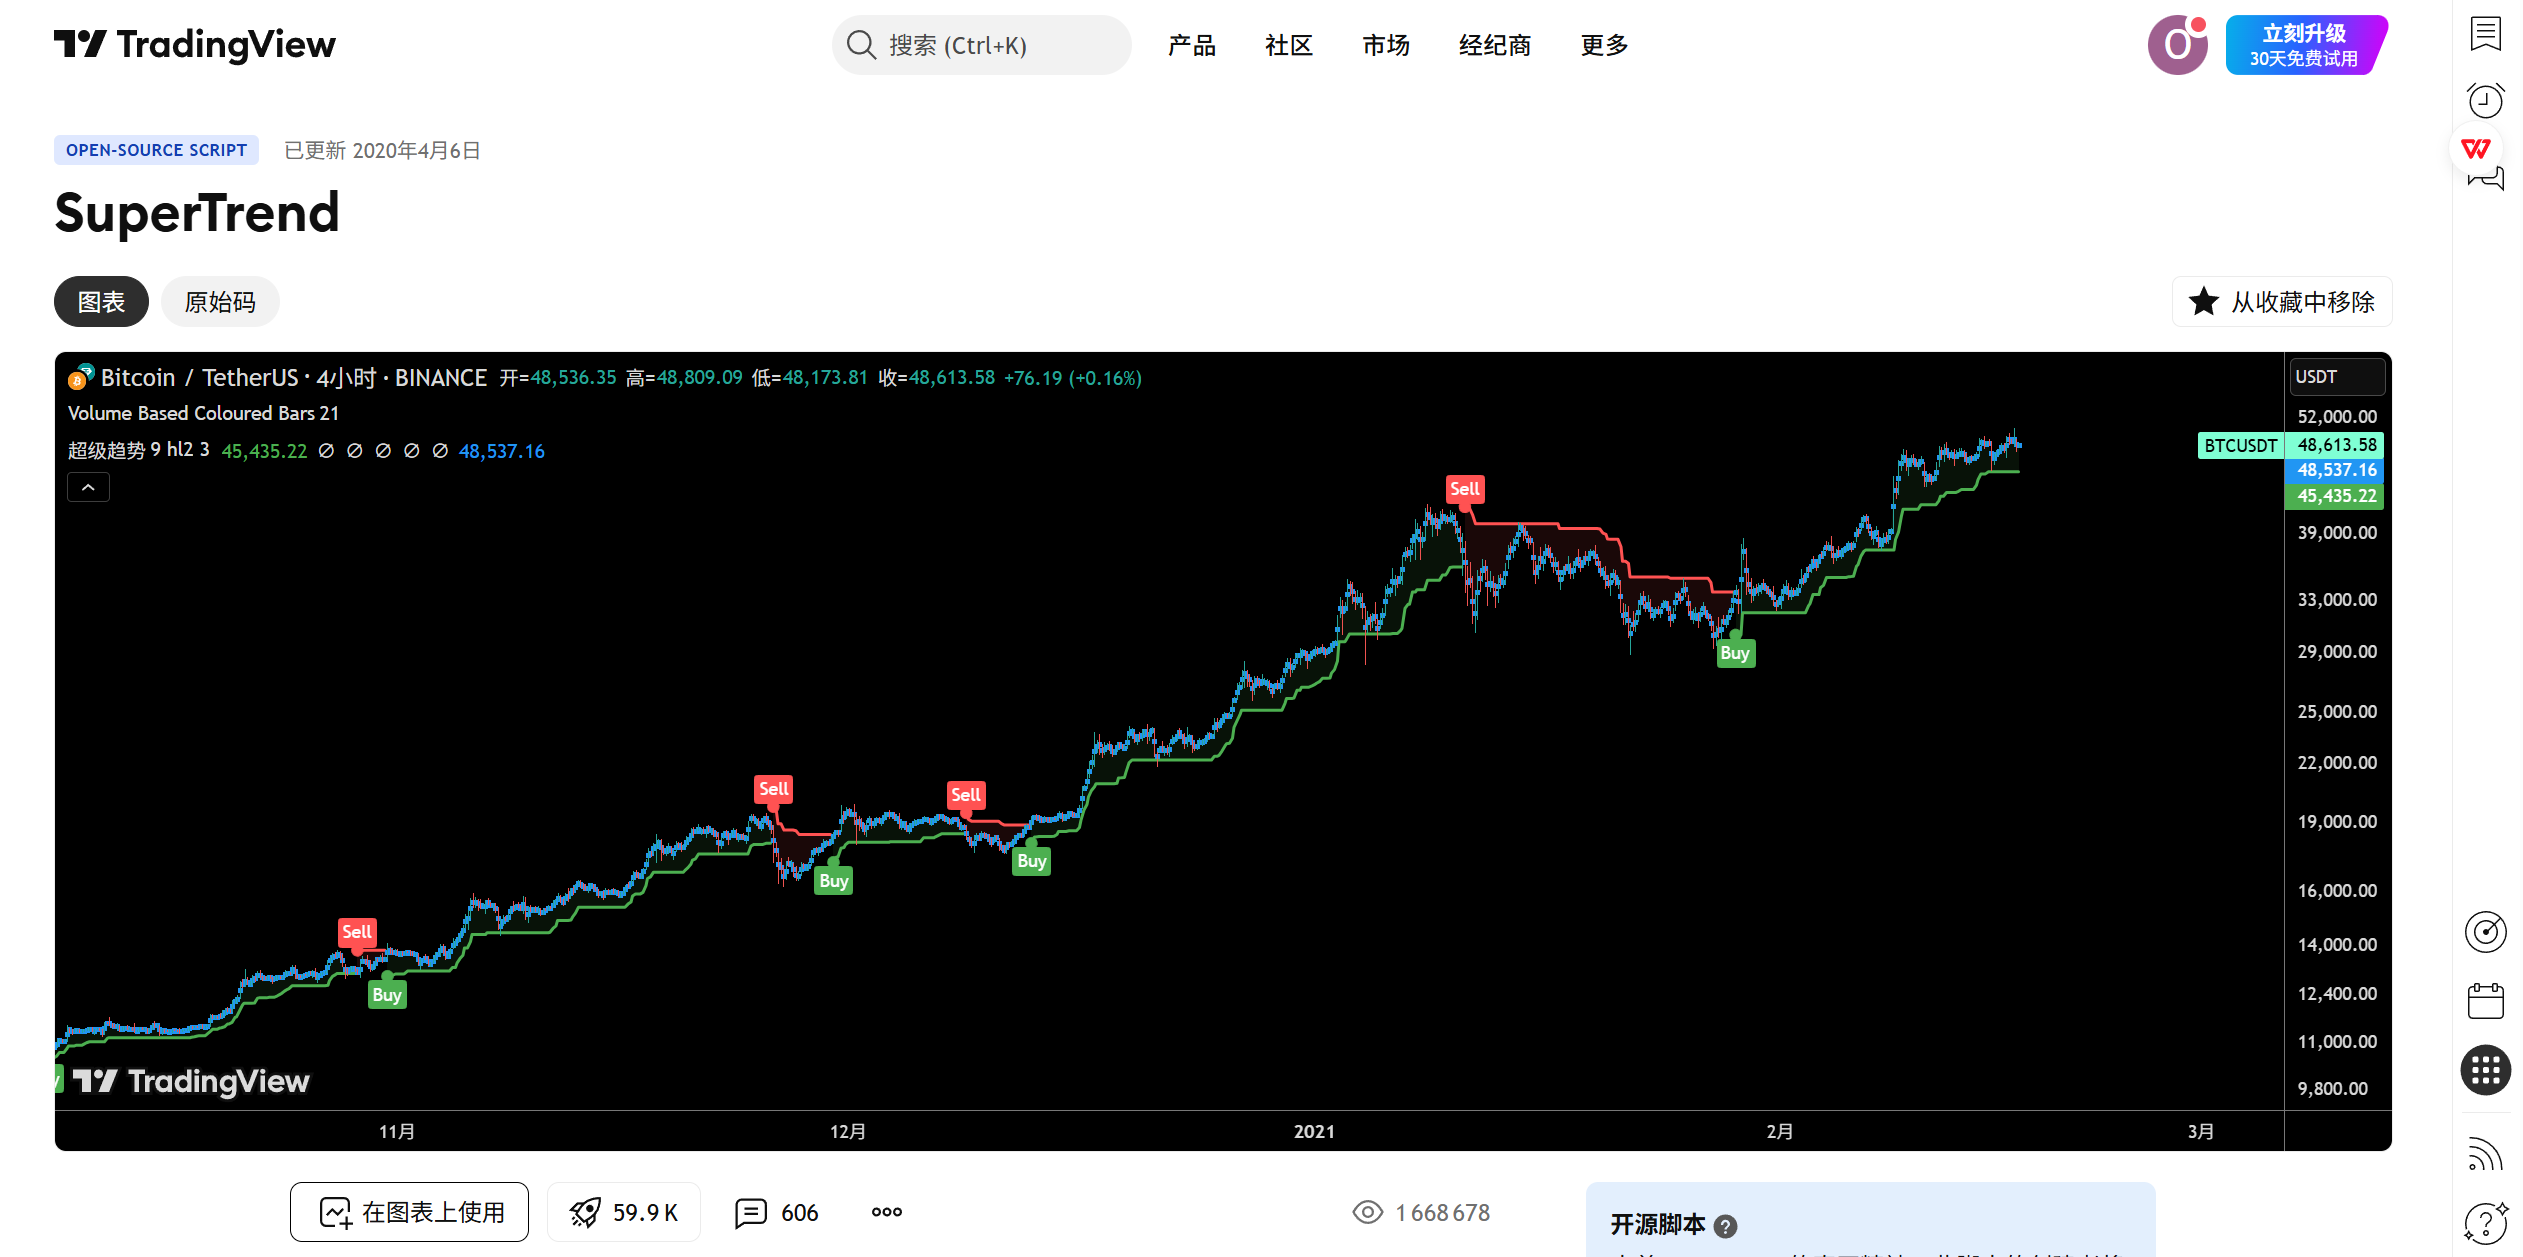 TradingView
搜索 (Ctrl+K)
产品
社区
市场
经纪商
更多
O
立刻升级
30天免费试用
OPEN-SOURCE SCRIPT
已更新 2020年4月6日
SuperTrend
图表
原始码
从收藏中移除
Bitcoin / TetherUS · 4小时 · BINANCE 开=48,536.35 高=48,809.09 低=48,173.81 收=48,613.58 +76.19 (+0.16%)
USDT
Volume Based Coloured Bars 21
52,000.00
超级趋势 9 hl2 3 45,435.22 ∅ ∅ ∅ ∅ ∅ 48,537.16
BTCUSDT 48,613.58
48,537.16
45,435.22
Sell
39,000.00
33,000.00
Buy
29,000.00
25,000.00
22,000.00
Sell
Sell
19,000.00
Buy
Buy
16,000.00
Sell
14,000.00
Buy
12,400.00
11,000.00
TradingView
9,800.00
11月
12月
2021
2月
3月
在图表上使用
59.9 K
606
1 668 678
开源脚本